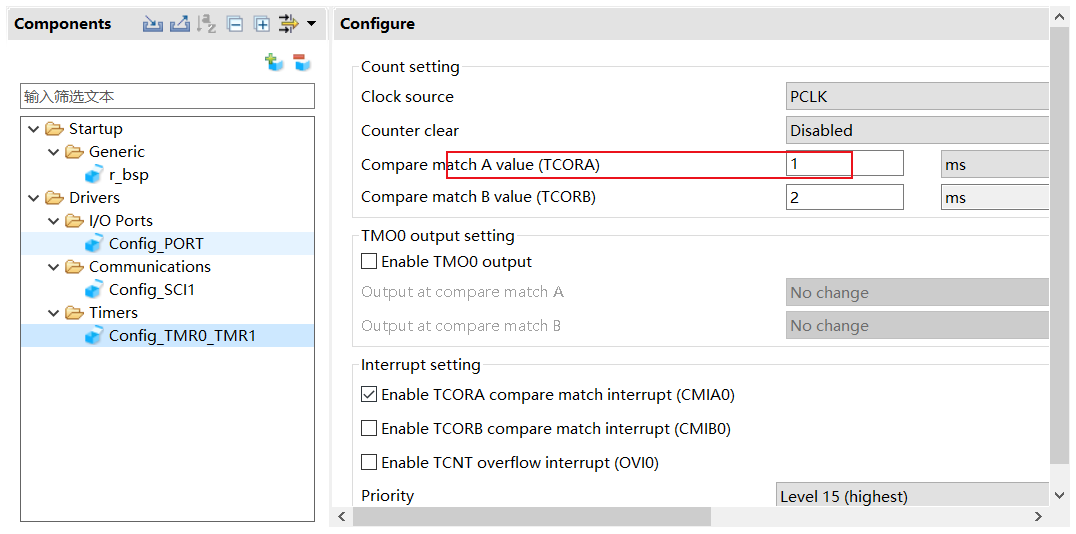 Components
输入筛选文本
Startup
Generic
r_bsp
Drivers
I/O Ports
Config_PORT
Communications
Config_SCI1
Timers
Config_TMR0_TMR1
Configure
Count setting
Clock source PCLK
Counter clear Disabled
Compare match A value (TCORA) 1 ms
Compare match B value (TCORB) 2 ms
TMO0 output setting
Enable TMO0 output
Output at compare match A No change
Output at compare match B No change
Interrupt setting
Enable TCORA compare match interrupt (CMIA0)
Enable TCORB compare match interrupt (CMIB0)
Enable TCNT overflow interrupt (OVI0)
Priority Level 15 (highest)